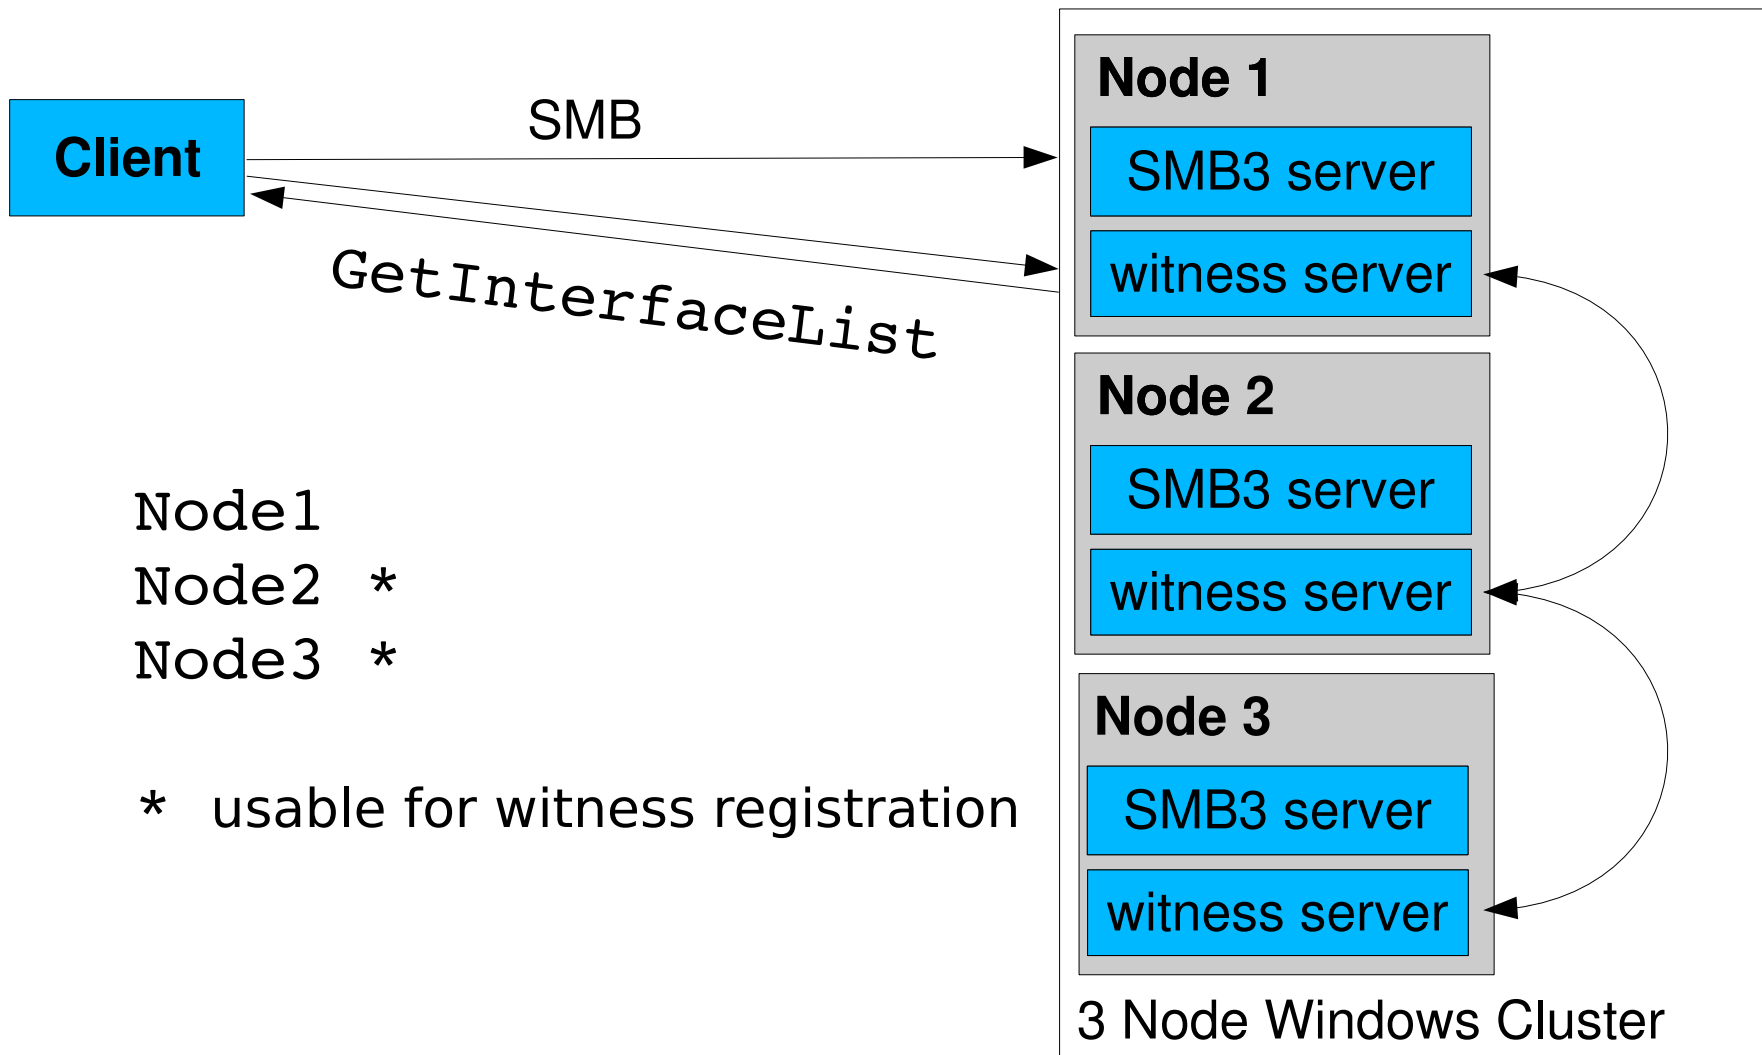 Client
SMB
GetInterfaceList
Node1
Node2 *
Node3 *
* usable for witness registration
Node 1
SMB3 server
witness server
Node 2
SMB3 server
witness server
Node 3
SMB3 server
witness server
3 Node Windows Cluster